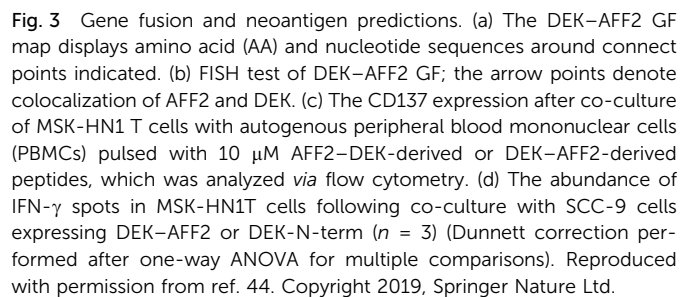 Fig. 3 Gene fusion and neoantigen predictions. (a) The DEK–AFF2 GF
map displays amino acid (AA) and nucleotide sequences around connect
points indicated. (b) FISH test of DEK–AFF2 GF; the arrow points denote
colocalization of AFF2 and DEK. (c) The CD137 expression after co-culture
of MSK-HN1 T cells with autogenous peripheral blood mononuclear cells
(PBMCs) pulsed with 10 μM AFF2–DEK-derived or DEK–AFF2-derived
peptides, which was analyzed via flow cytometry. (d) The abundance of
IFN-γ spots in MSK-HN1T cells following co-culture with SCC-9 cells
expressing DEK–AFF2 or DEK-N-term (n = 3) (Dunnett correction per-
formed after one-way ANOVA for multiple comparisons). Reproduced
with permission from ref. 44. Copyright 2019, Springer Nature Ltd.